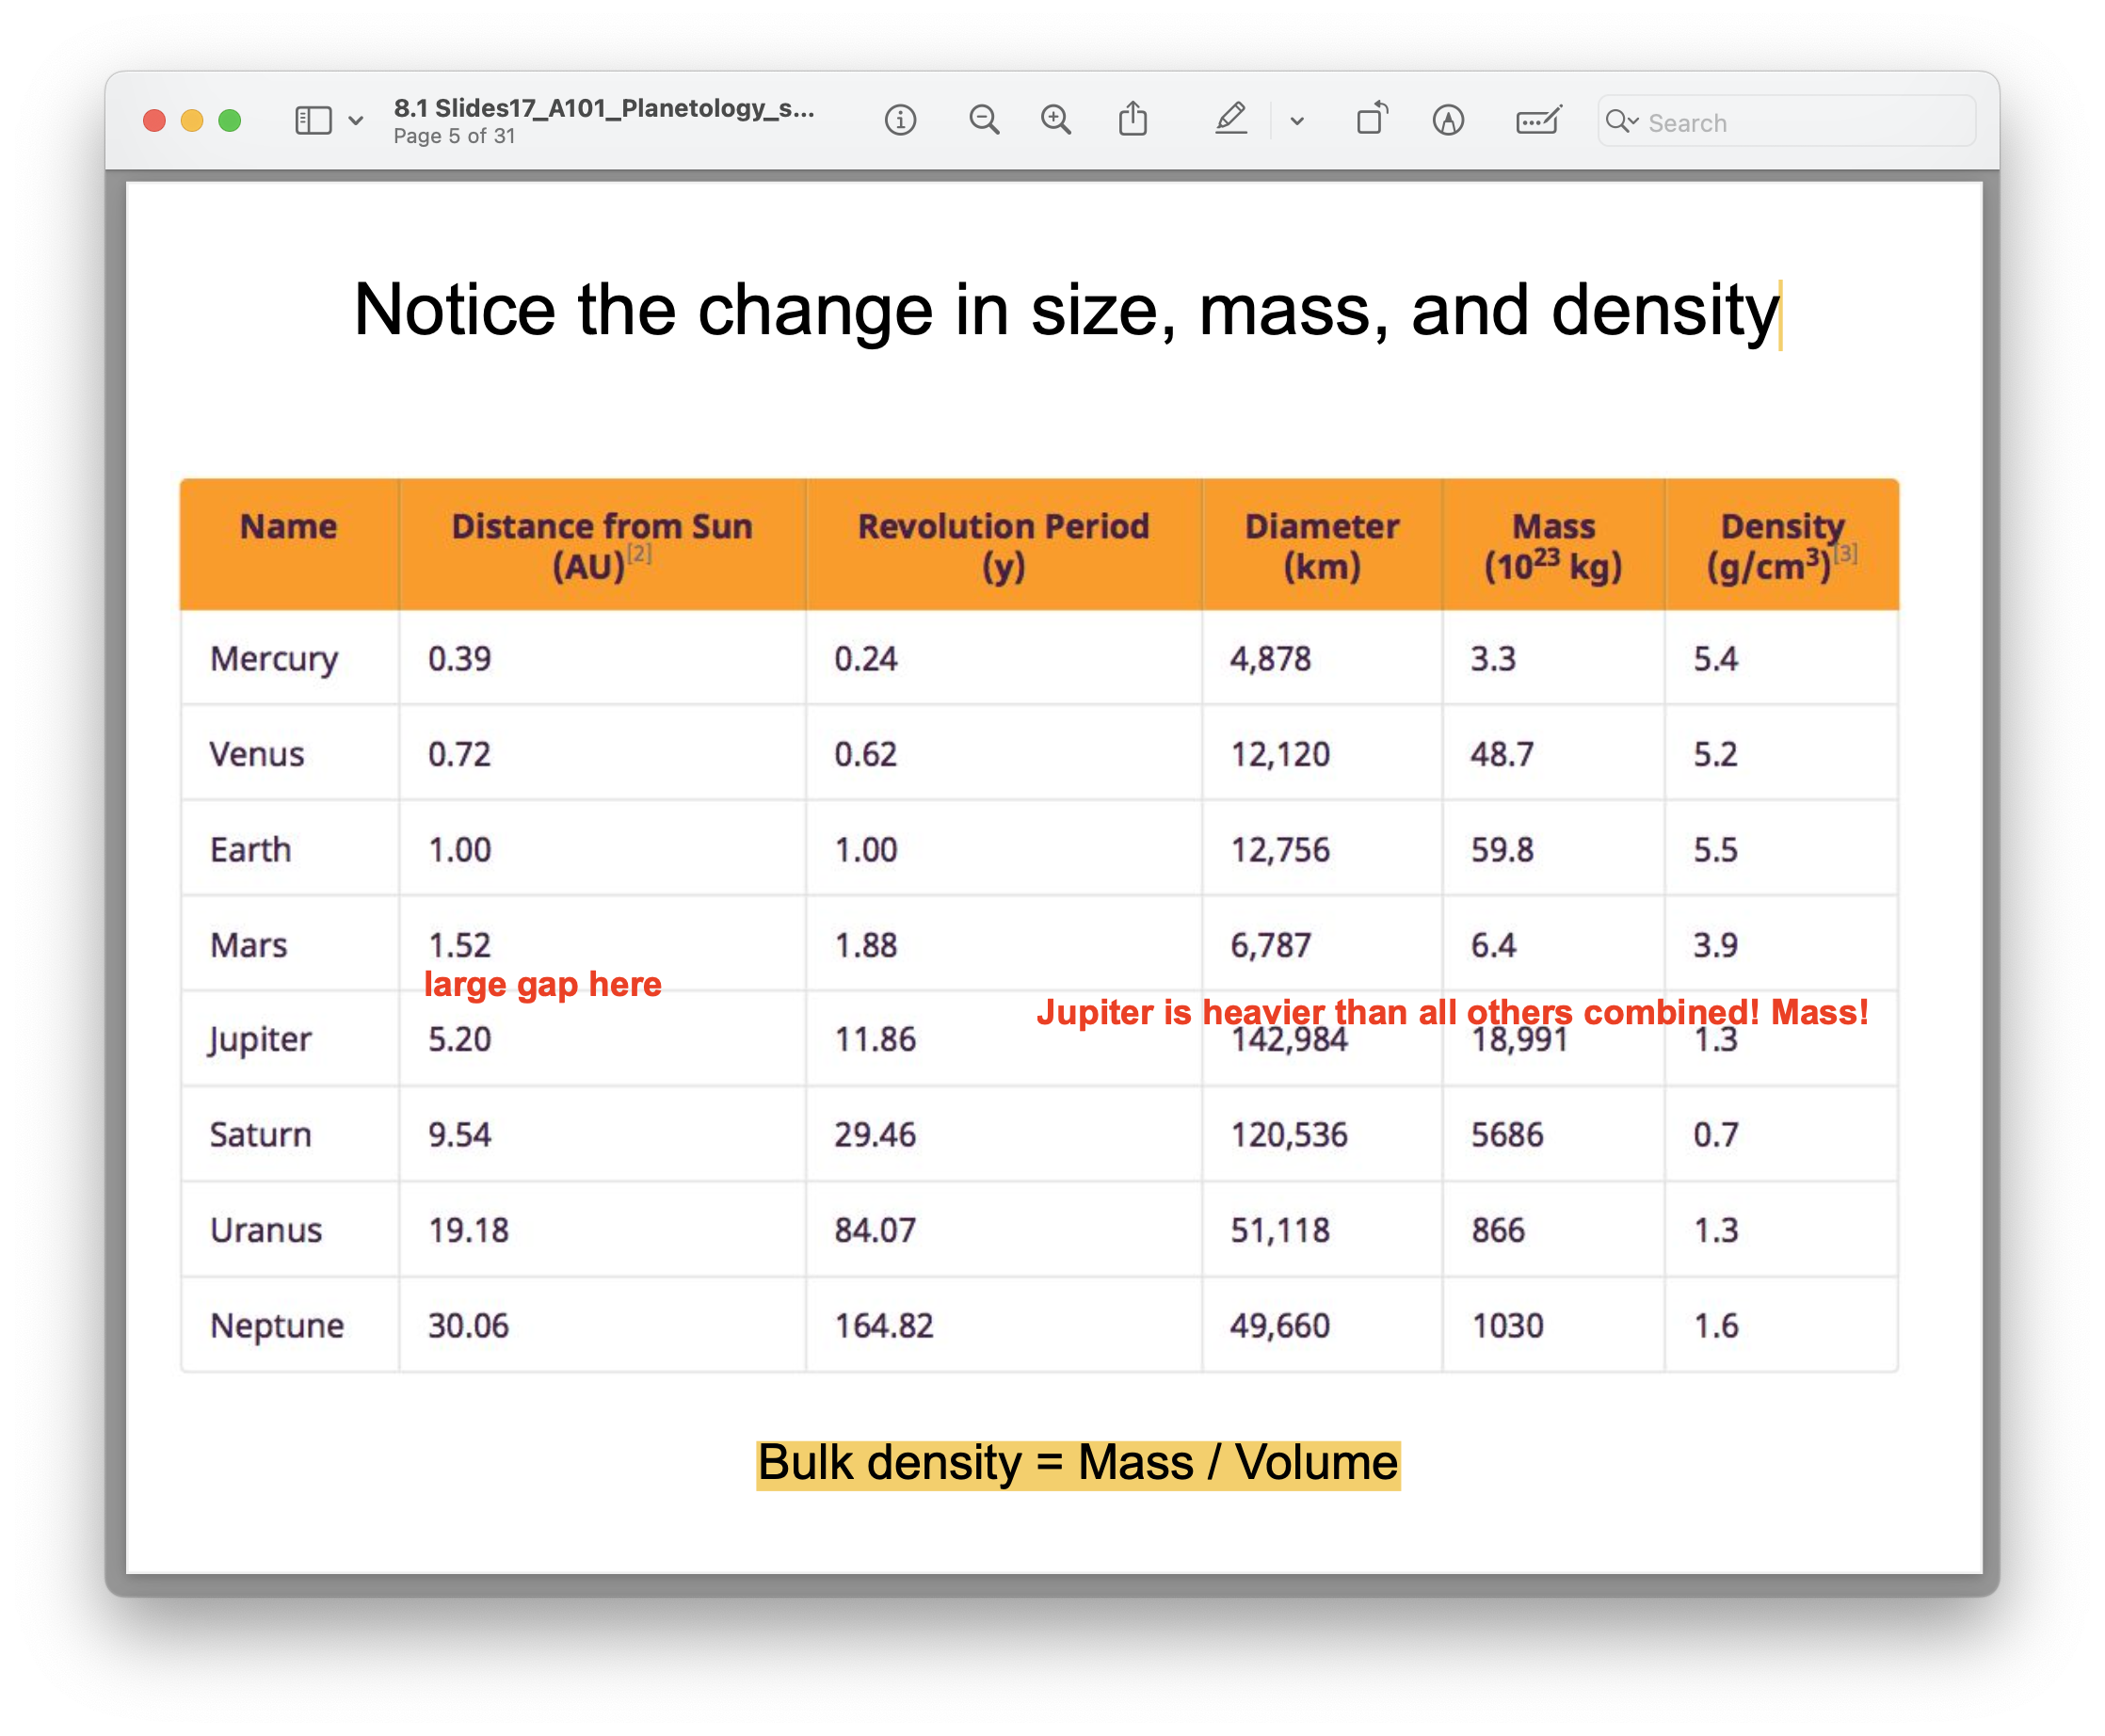 8.1 Slides17_A101_Planetology_s...
Page 5 of 31
Search
Notice the change in size, mass, and density
Name Distance from Sun (AU)[2] Revolution Period (y) Diameter (km) Mass (10²³ kg) Density (g/cm³)[3]
Mercury 0.39 0.24 4,878 3.3 5.4
Venus 0.72 0.62 12,120 48.7 5.2
Earth 1.00 1.00 12,756 59.8 5.5
Mars 1.52 1.88 6,787 6.4 3.9
large gap here
Jupiter is heavier than all others combined! Mass!
Jupiter 5.20 11.86 142,984 18,991 1.3
Saturn 9.54 29.46 120,536 5686 0.7
Uranus 19.18 84.07 51,118 866 1.3
Neptune 30.06 164.82 49,660 1030 1.6
Bulk density = Mass / Volume